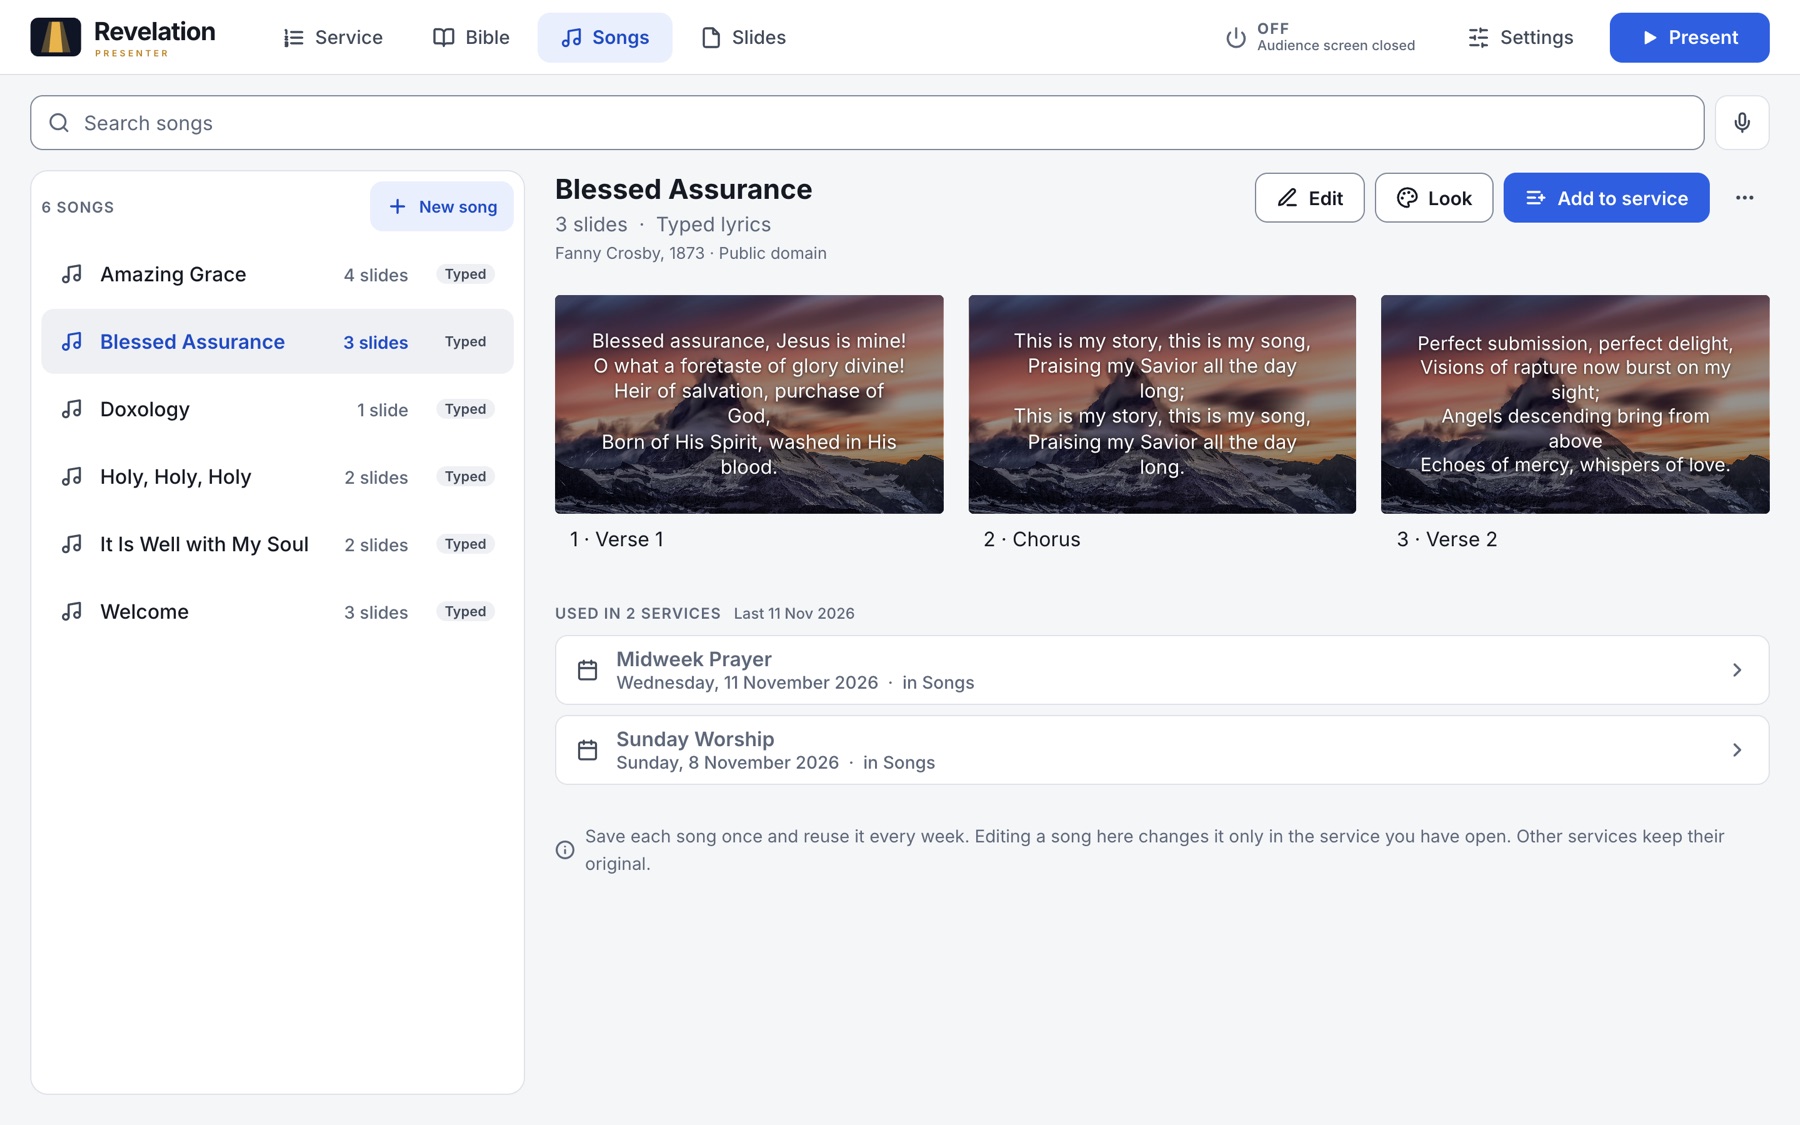 Revelation
PRESENTER
Service
Bible
Songs
Slides
OFF
Audience screen closed
Settings
Present
Search songs
6 SONGS
New song
Amazing Grace 4 slides Typed
Blessed Assurance 3 slides Typed
Doxology 1 slide Typed
Holy, Holy, Holy 2 slides Typed
It Is Well with My Soul 2 slides Typed
Welcome 3 slides Typed
Blessed Assurance
3 slides · Typed lyrics
Fanny Crosby, 1873 · Public domain
Edit
Look
Add to service
Blessed assurance, Jesus is mine!
O what a foretaste of glory divine!
Heir of salvation, purchase of
God,
Born of His Spirit, washed in His
blood.
1 · Verse 1
This is my story, this is my song,
Praising my Savior all the day
long;
This is my story, this is my song,
Praising my Savior all the day
long.
2 · Chorus
Perfect submission, perfect delight,
Visions of rapture now burst on my
sight;
Angels descending bring from
above
Echoes of mercy, whispers of love.
3 · Verse 2
USED IN 2 SERVICES Last 11 Nov 2026
Midweek Prayer
Wednesday, 11 November 2026 · in Songs
Sunday Worship
Sunday, 8 November 2026 · in Songs
Save each song once and reuse it every week. Editing a song here changes it only in the service you have open. Other services keep their
original.